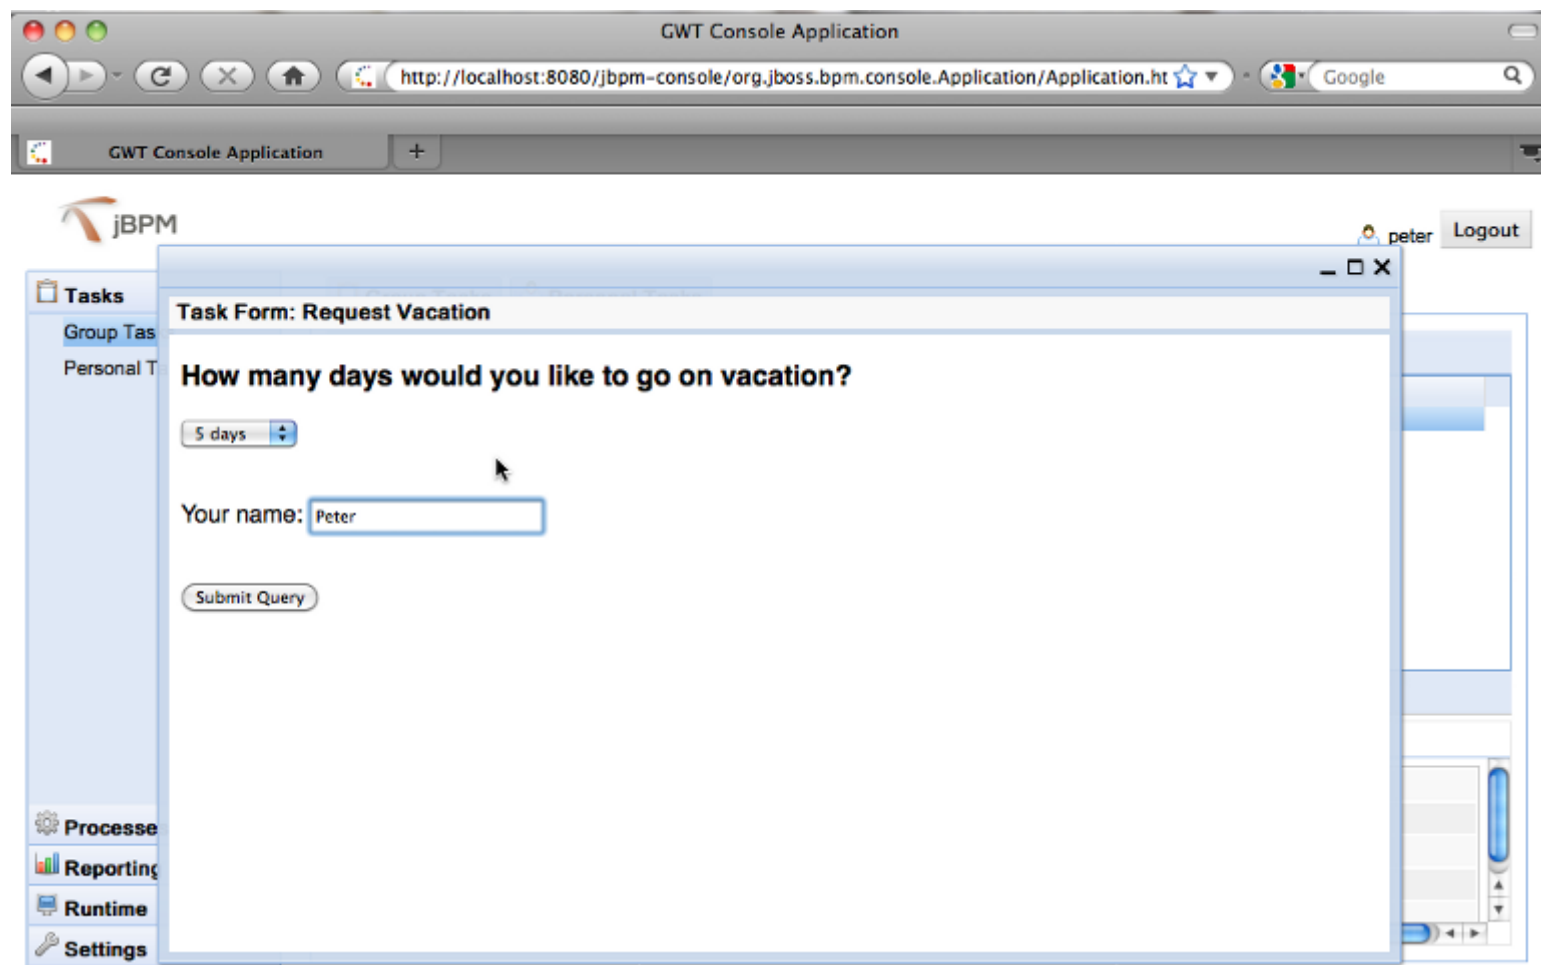 GWT Console Application
http://localhost:8080/jbpm-console/org.jboss.bpm.console.Application/Application.ht
Google
GWT Console Application
+
jBPM
peter Logout
Tasks
Task Form: Request Vacation
Group Tas
Personal T
How many days would you like to go on vacation?
5 days
Your name: Peter
Submit Query
Processe
Reporting
Runtime
Settings